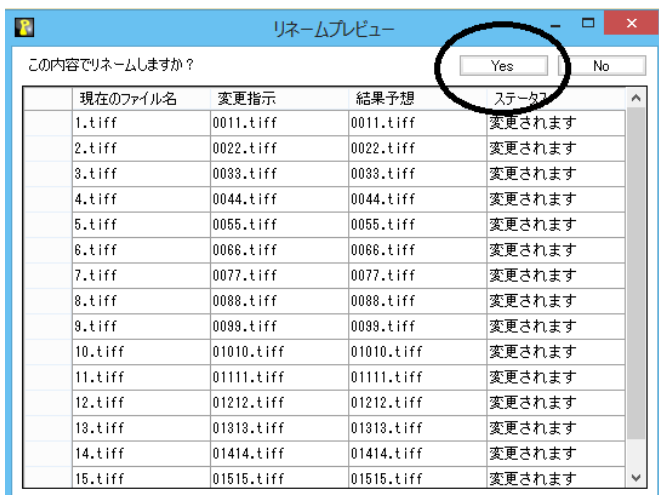 リネームプレビュー
この内容でリネームしますか？ Yes No
現在のファイル名 変更指示 結果予想 ステータス
1.tiff 0011.tiff 0011.tiff 変更されます
2.tiff 0022.tiff 0022.tiff 変更されます
3.tiff 0033.tiff 0033.tiff 変更されます
4.tiff 0044.tiff 0044.tiff 変更されます
5.tiff 0055.tiff 0055.tiff 変更されます
6.tiff 0066.tiff 0066.tiff 変更されます
7.tiff 0077.tiff 0077.tiff 変更されます
8.tiff 0088.tiff 0088.tiff 変更されます
9.tiff 0099.tiff 0099.tiff 変更されます
10.tiff 01010.tiff 01010.tiff 変更されます
11.tiff 01111.tiff 01111.tiff 変更されます
12.tiff 01212.tiff 01212.tiff 変更されます
13.tiff 01313.tiff 01313.tiff 変更されます
14.tiff 01414.tiff 01414.tiff 変更されます
15.tiff 01515.tiff 01515.tiff 変更されます